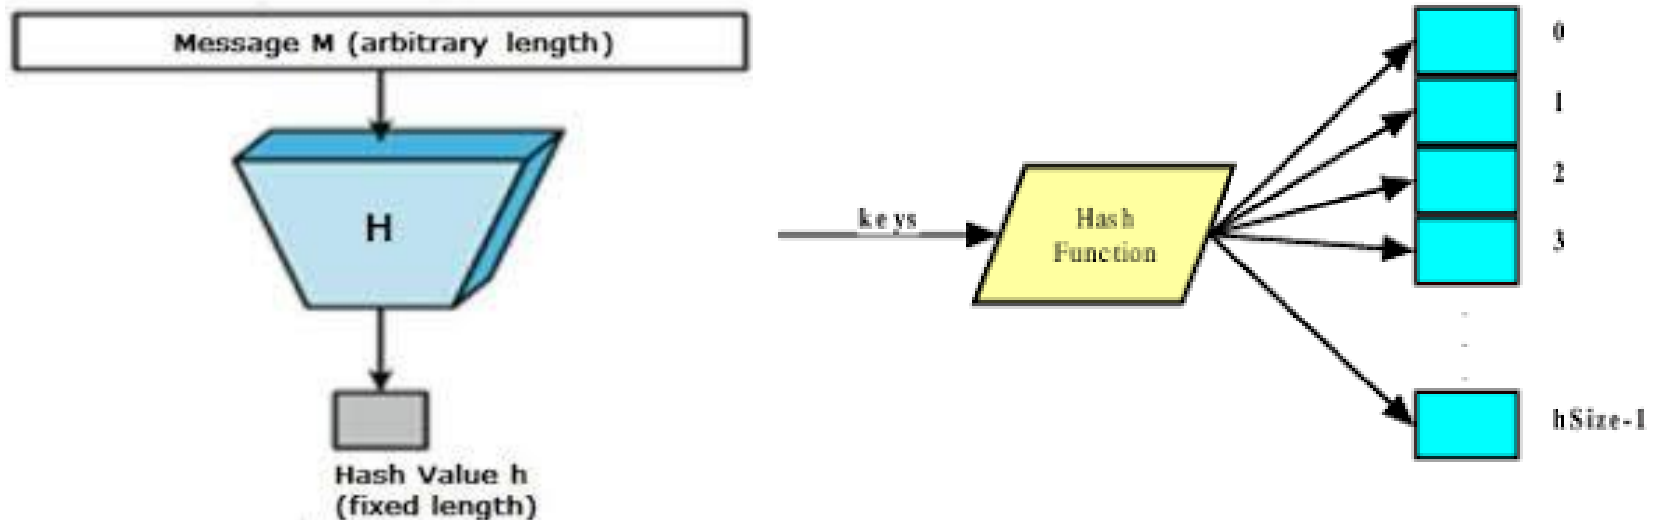 Message M (arbitrary length)
H
Hash Value h
(fixed length)
keys
Hash
Function
0
1
2
3
hSize-1